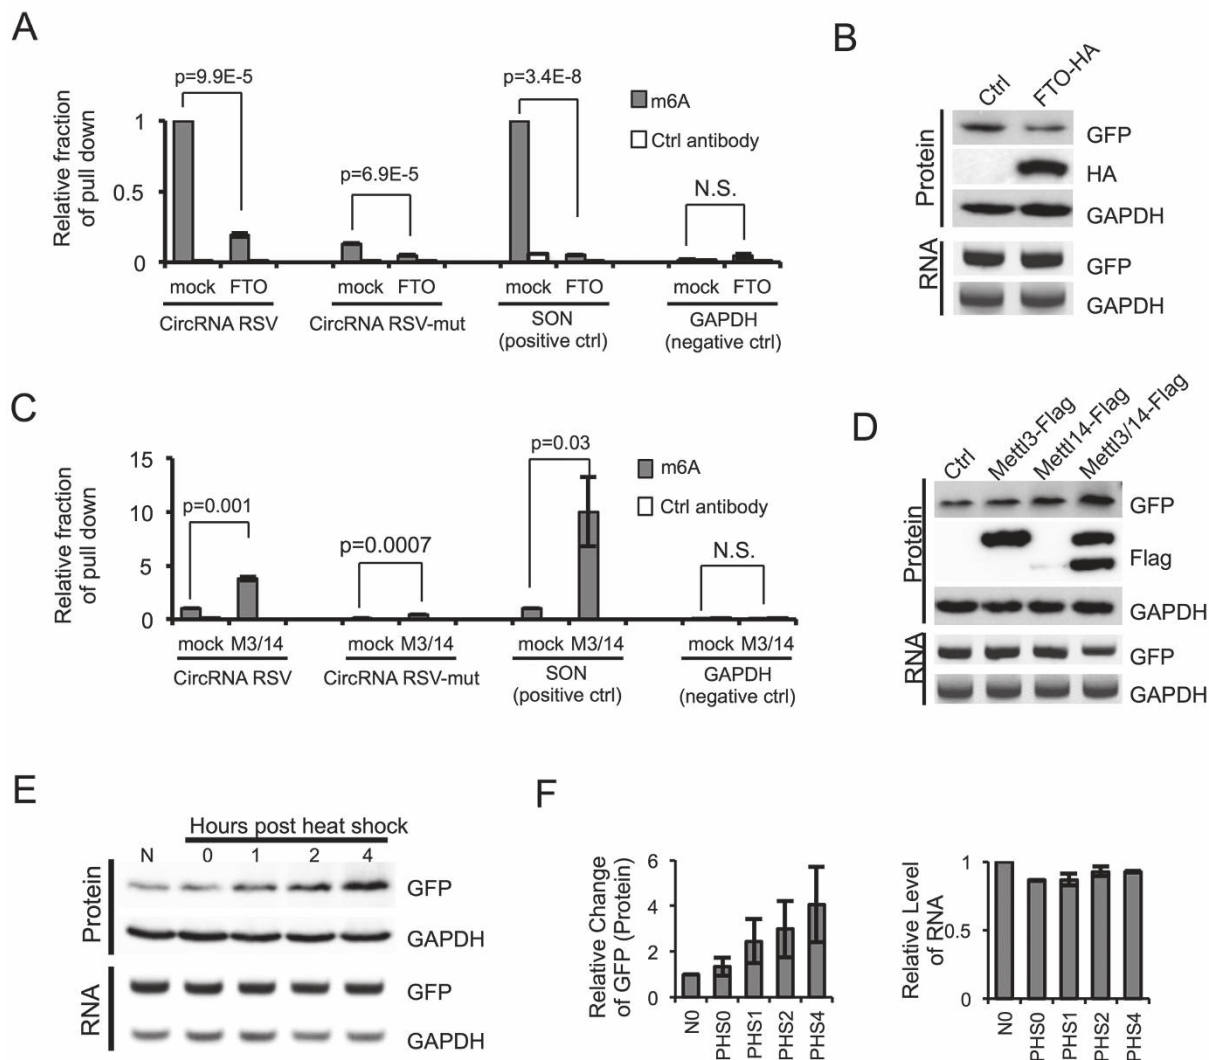 A
p=9.9E-5
p=3.4E-8
p=6.9E-5
N.S.
m6A
Ctrl antibody
Relative fraction
of pull down
1
0.5
0
mock FTO
mock FTO
mock FTO
mock FTO
CircRNA RSV
CircRNA RSV-mut
SON
(positive ctrl)
GAPDH
(negative ctrl)
B
Ctrl
FTO-HA
Protein
GFP
HA
GAPDH
RNA
GFP
GAPDH
C
p=0.001
p=0.0007
p=0.03
N.S.
m6A
Ctrl antibody
Relative fraction
of pull down
15
10
5
0
mock M3/14
mock M3/14
mock M3/14
mock M3/14
CircRNA RSV
CircRNA RSV-mut
SON
(positive ctrl)
GAPDH
(negative ctrl)
D
Ctrl
Mettl3-Flag
Mettl14-Flag
Mettl3/14-Flag
Protein
GFP
Flag
GAPDH
RNA
GFP
GAPDH
E
Hours post heat shock
N 0 1 2 4
Protein
GFP
GAPDH
RNA
GFP
GAPDH
F
Relative Change
of GFP (Protein)
6
4
2
0
N0
PHS0
PHS1
PHS2
PHS4
Relative Level
of RNA
1
0.5
0
N0
PHS0
PHS1
PHS2
PHS4